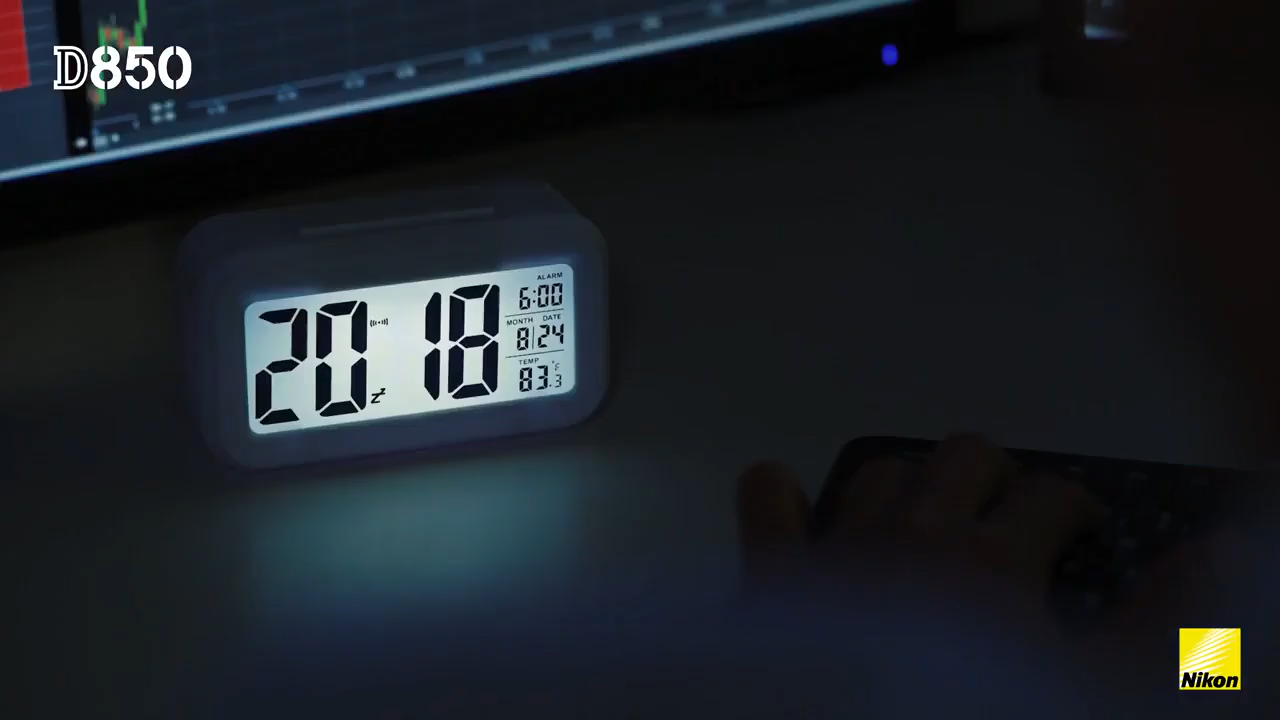 D850
20 18
ALARM
6:00
MONTH DATE
8 24
TEMP
83.3 °F
Z Z
Nikon